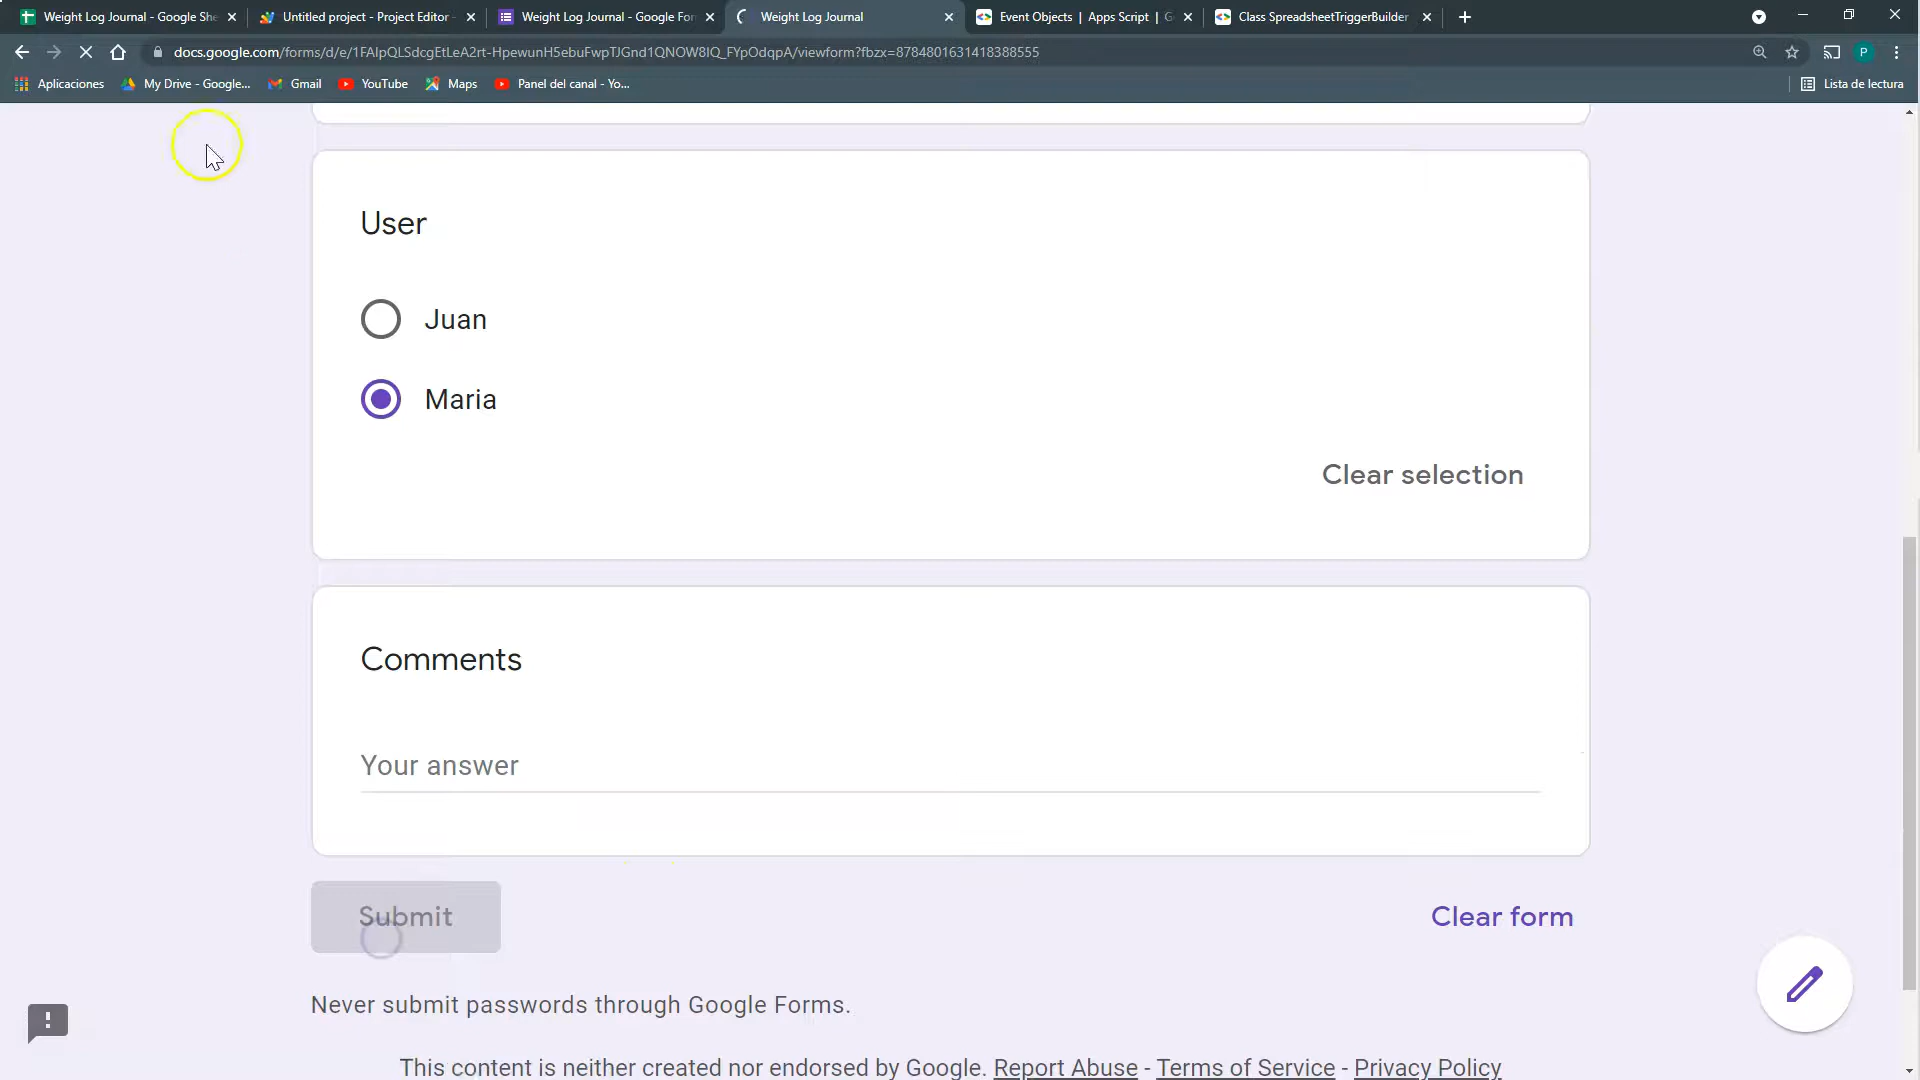 Weight Log Journal - Google She
Untitled project - Project Editor -
Weight Log Journal - Google For
Weight Log Journal
Event Objects | Apps Script | G
Class SpreadsheetTriggerBuilder
docs.google.com/forms/d/e/1FAIpQLSdcgEtLeA2rt-HpewunH5ebuFwpTJGnd1QNOW8IQ_FYpOdqpA/viewform?fbzx=8784801631418388555
P
Aplicaciones
My Drive - Google...
Gmail
YouTube
Maps
Panel del canal - Yo...
Lista de lectura
User
Juan
Maria
Clear selection
Comments
Your answer
Submit
Clear form
Never submit passwords through Google Forms.
This content is neither created nor endorsed by Google. Report Abuse - Terms of Service - Privacy Policy